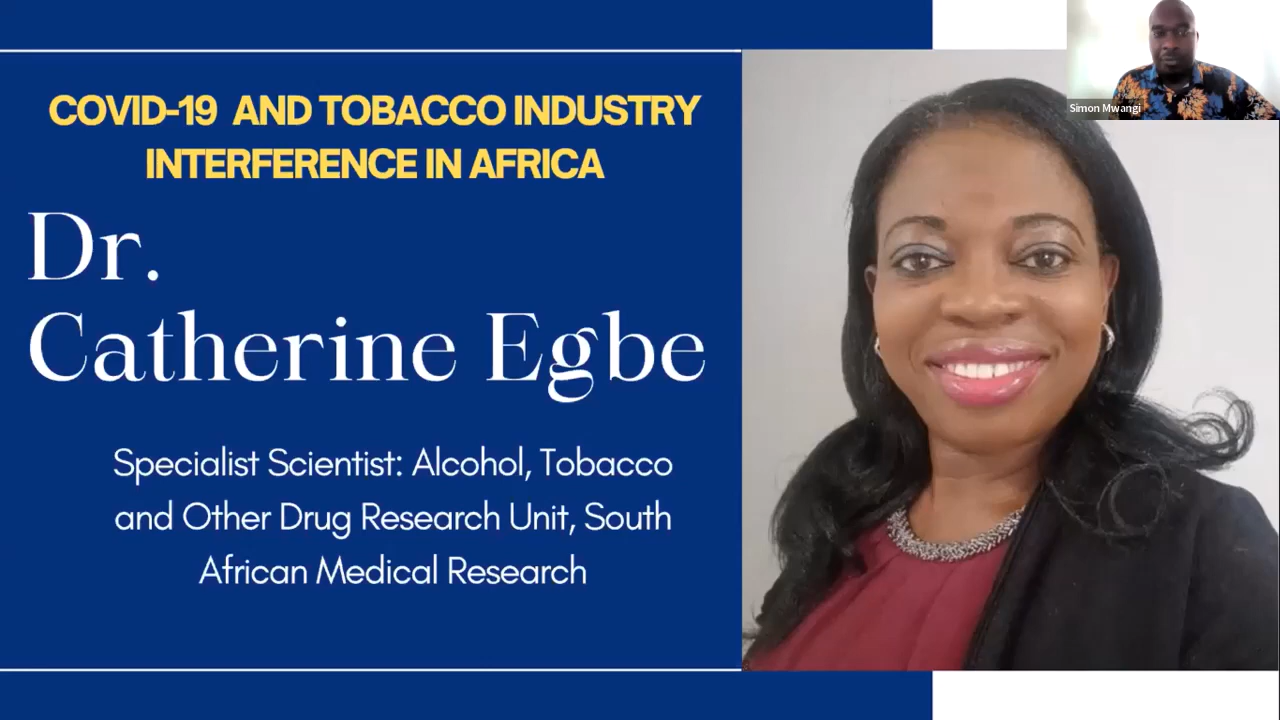 COVID-19 AND TOBACCO INDUSTRY
INTERFERENCE IN AFRICA
Dr.
Catherine Egbe
Specialist Scientist: Alcohol, Tobacco
and Other Drug Research Unit, South
African Medical Research
Simon Mwangi